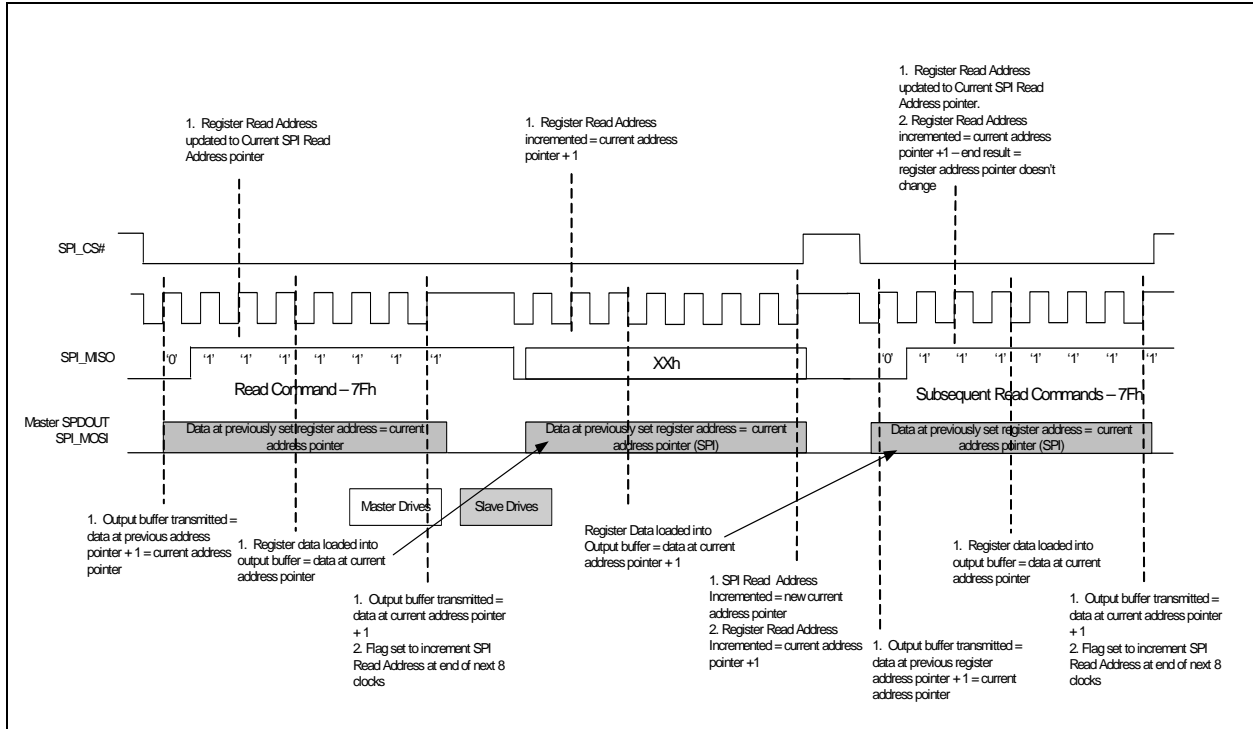 1. Register Read Address
updated to Current SPI Read
Address pointer
1. Register Read Address
incremented = current address
pointer + 1
1. Register Read Address
updated to Current SPI Read
Address pointer.
2. Register Read Address
incremented = current address
pointer +1 – end result =
register address pointer doesn't
change
SPI_CS#
SPI_MISO
'0' '1' '1' '1' '1' '1' '1' '1'
XXh
'0' '1' '1' '1' '1' '1' '1' '1'
Read Command – 7Fh
Subsequent Read Commands – 7Fh
Master SPDOUT
SPI_MOSI
Data at previously set register address = current
address pointer
Data at previously set register address = current
address pointer (SPI)
Data at previously set register address = current
address pointer (SPI)
Master Drives
Slave Drives
1. Output buffer transmitted =
data at previous address
pointer + 1 = current address
pointer
1. Register data loaded into
output buffer = data at current
address pointer
1. Output buffer transmitted =
data at current address pointer
+ 1
2. Flag set to increment SPI
Read Address at end of next 8
clocks
Register Data loaded into
Output buffer = data at current
address pointer + 1
1. SPI Read Address
Incremented = new current
address pointer
2. Register Read Address
Incremented = current address
pointer +1
1. Output buffer transmitted =
data at previous register
address pointer + 1 = current
address pointer
1. Register data loaded into
output buffer = data at current
address pointer
1. Output buffer transmitted =
data at current address pointer
+ 1
2. Flag set to increment SPI
Read Address at end of next 8
clocks